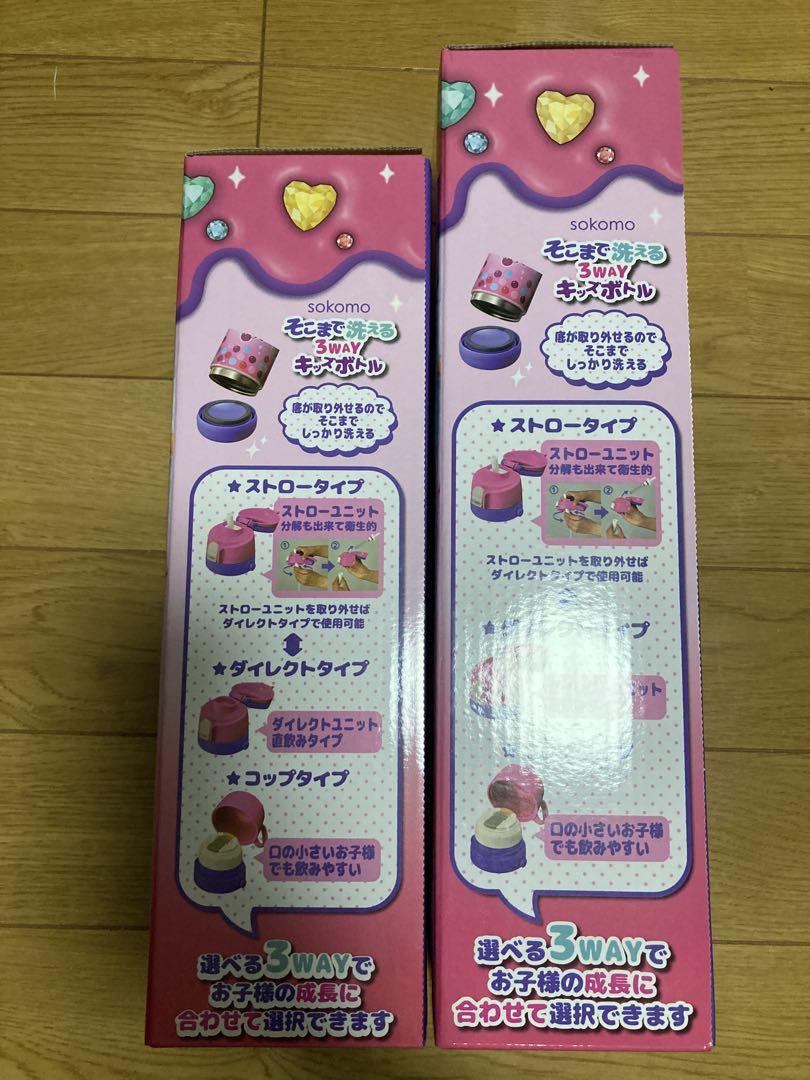 sokomo
そこまで洗える
3WAY
キッズボトル
底が取り外せるので
そこまで
しっかり洗える
★ストロータイプ
ストローユニット
分解も出来て衛生的
① ②
ストローユニットを取り外せば
ダイレクトタイプで使用可能
★ダイレクトタイプ
ダイレクトユニット
直飲みタイプ
★コップタイプ
口の小さいお子様
でも飲みやすい
選べる3WAYで
お子様の成長に
合わせて選択できます
sokomo
そこまで洗える
3WAY
キッズボトル
底が取り外せるので
そこまで
しっかり洗える
★ストロータイプ
ストローユニット
分解も出来て衛生的
① ②
ストローユニットを取り外せば
ダイレクトタイプで使用可能
タイプ
ット
口の小さいお子様
でも飲みやすい
選べる3WAYで
お子様の成長に
合わせて選択できます